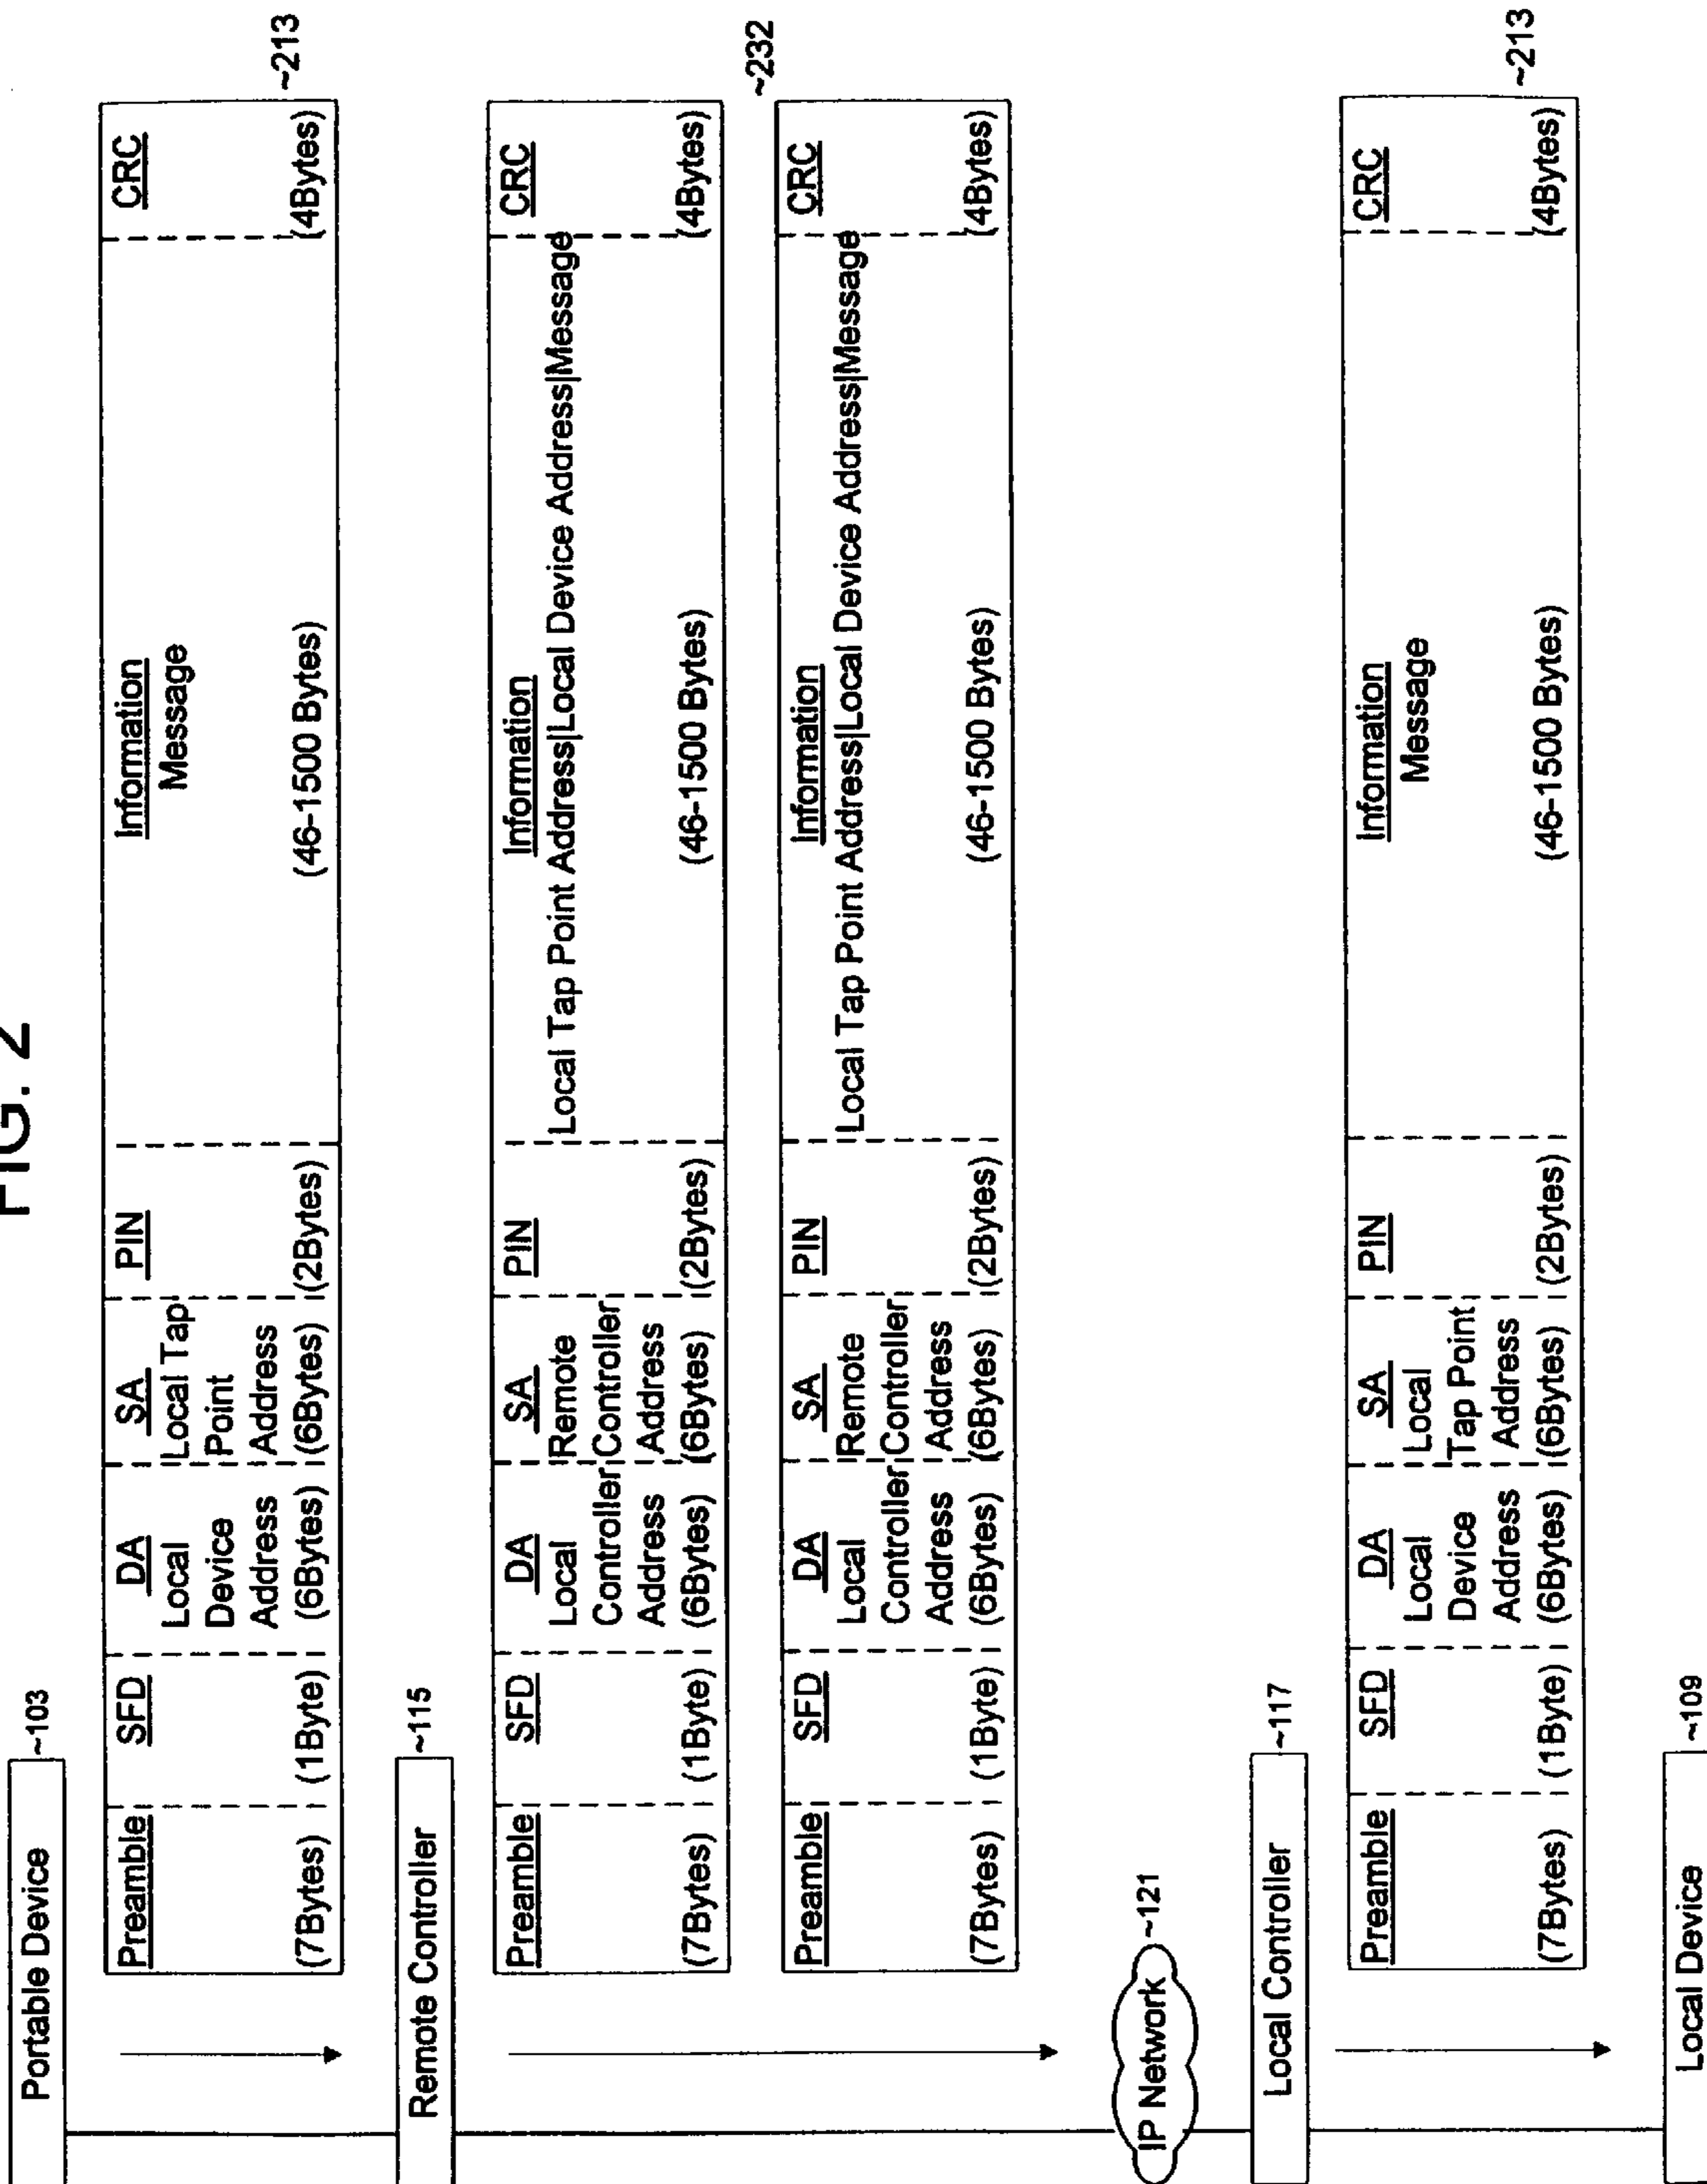 FIG. 2
Portable Device ~103
Preamble
(7Bytes)
SFD
(1Byte)
DA
Local
Device
Address
(6Bytes)
SA
Local Tap
Point
Address
(6Bytes)
PIN
(2Bytes)
Information
Message
(46-1500 Bytes)
CRC
(4Bytes)
~213
Remote Controller ~115
Preamble
(7Bytes)
SFD
(1Byte)
DA
Local
Controller
Address
(6Bytes)
SA
Remote
Controller
Address
(6Bytes)
PIN
(2Bytes)
Information
Local Tap Point Address|Local Device Address|Message
(46-1500 Bytes)
CRC
(4Bytes)
~232
Preamble
(7Bytes)
SFD
(1Byte)
DA
Local
Controller
Address
(6Bytes)
SA
Remote
Controller
Address
(6Bytes)
PIN
(2Bytes)
Information
Local Tap Point Address|Local Device Address|Message
(46-1500 Bytes)
CRC
(4Bytes)
IP Network ~121
Local Controller ~117
Preamble
(7Bytes)
SFD
(1Byte)
DA
Local
Device
Address
(6Bytes)
SA
Local
Tap Point
Address
(6Bytes)
PIN
(2Bytes)
Information
Message
(46-1500 Bytes)
CRC
(4Bytes)
~213
Local Device ~109